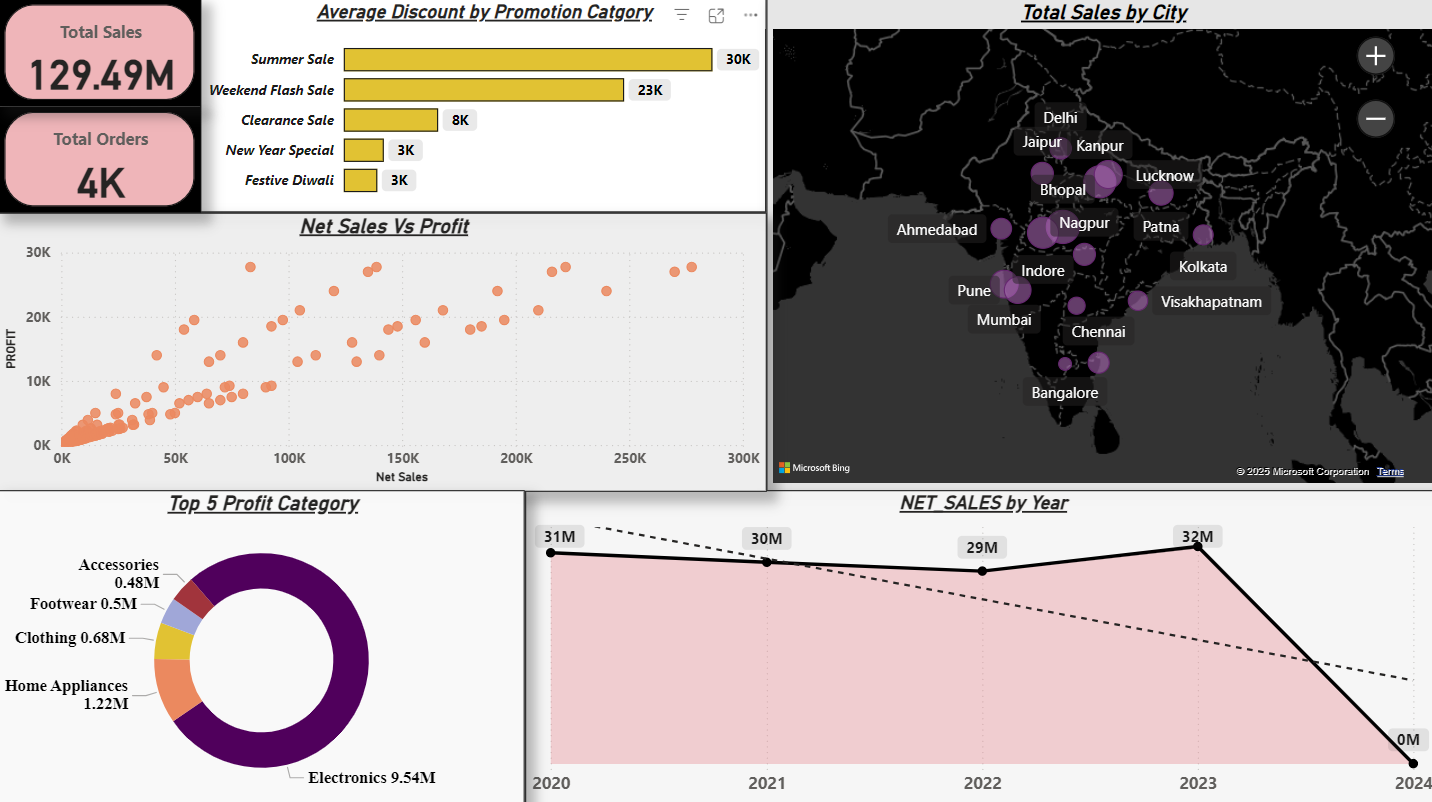 Total Sales
129.49M
Total Orders
4K
Average Discount by Promotion Catgory
Summer Sale
30K
Weekend Flash Sale
23K
Clearance Sale
8K
New Year Special
3K
Festive Diwali
3K
Total Sales by City
Delhi
Jaipur
Kanpur
Lucknow
Bhopal
Ahmedabad
Nagpur
Patna
Kolkata
Indore
Pune
Visakhapatnam
Mumbai
Chennai
Bangalore
Microsoft Bing
© 2025 Microsoft Corporation Terms
Net Sales Vs Profit
PROFIT
30K
20K
10K
0K
0K 50K 100K 150K 200K 250K 300K
Net Sales
Top 5 Profit Category
Accessories
0.48M
Footwear 0.5M
Clothing 0.68M
Home Appliances
1.22M
Electronics 9.54M
NET_SALES by Year
31M
30M
29M
32M
0M
2020 2021 2022 2023 2024